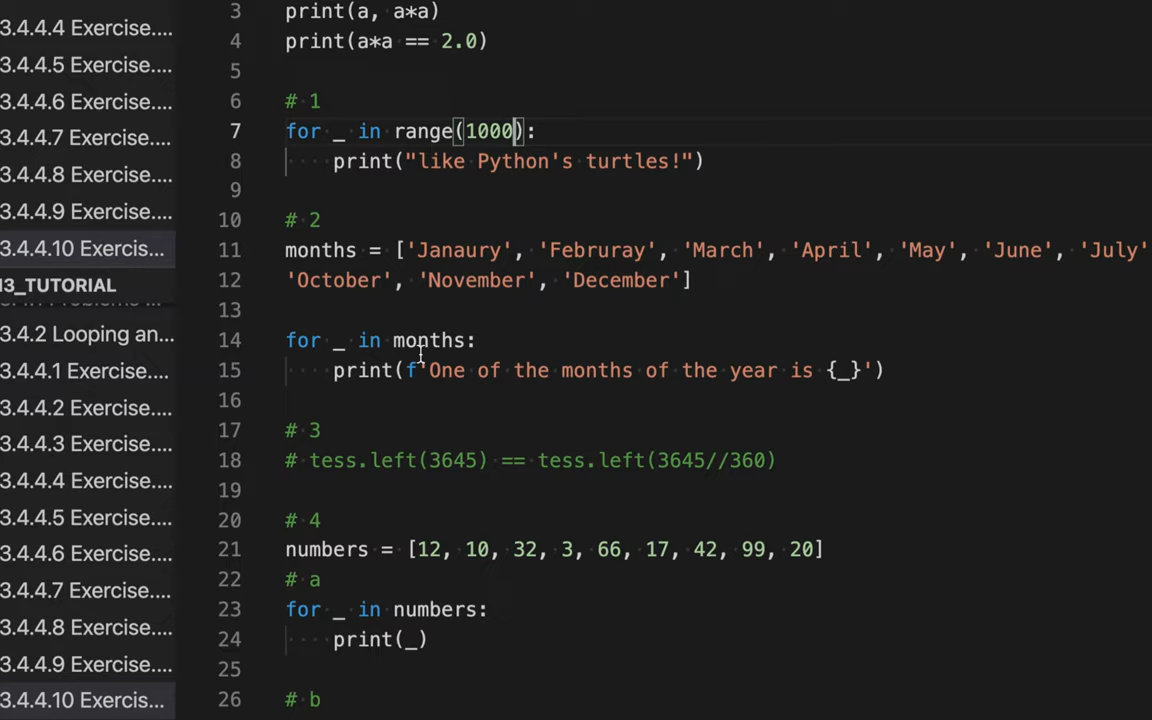 3.4.4.4 Exercise....
3.4.4.5 Exercise....
3.4.4.6 Exercise....
3.4.4.7 Exercise....
3.4.4.8 Exercise....
3.4.4.9 Exercise....
3.4.4.10 Exercis...
I3_TUTORIAL
3.4.2 Looping an...
3.4.4.1 Exercise....
3.4.4.2 Exercise....
3.4.4.3 Exercise....
3.4.4.4 Exercise....
3.4.4.5 Exercise....
3.4.4.6 Exercise....
3.4.4.7 Exercise....
3.4.4.8 Exercise....
3.4.4.9 Exercise....
3.4.4.10 Exercis...
3 print(a, a*a)
4 print(a*a == 2.0)
5
6 # 1
7 for _ in range(1000):
8 print("like Python's turtles!")
9
10 # 2
11 months = ['Janaury', 'Februray', 'March', 'April', 'May', 'June', 'July'
12 'October', 'November', 'December']
13
14 for _ in months:
15 print(f'One of the months of the year is {_}')
16
17 # 3
18 # tess.left(3645) == tess.left(3645//360)
19
20 # 4
21 numbers = [12, 10, 32, 3, 66, 17, 42, 99, 20]
22 # a
23 for _ in numbers:
24 print(_)
25
26 # b